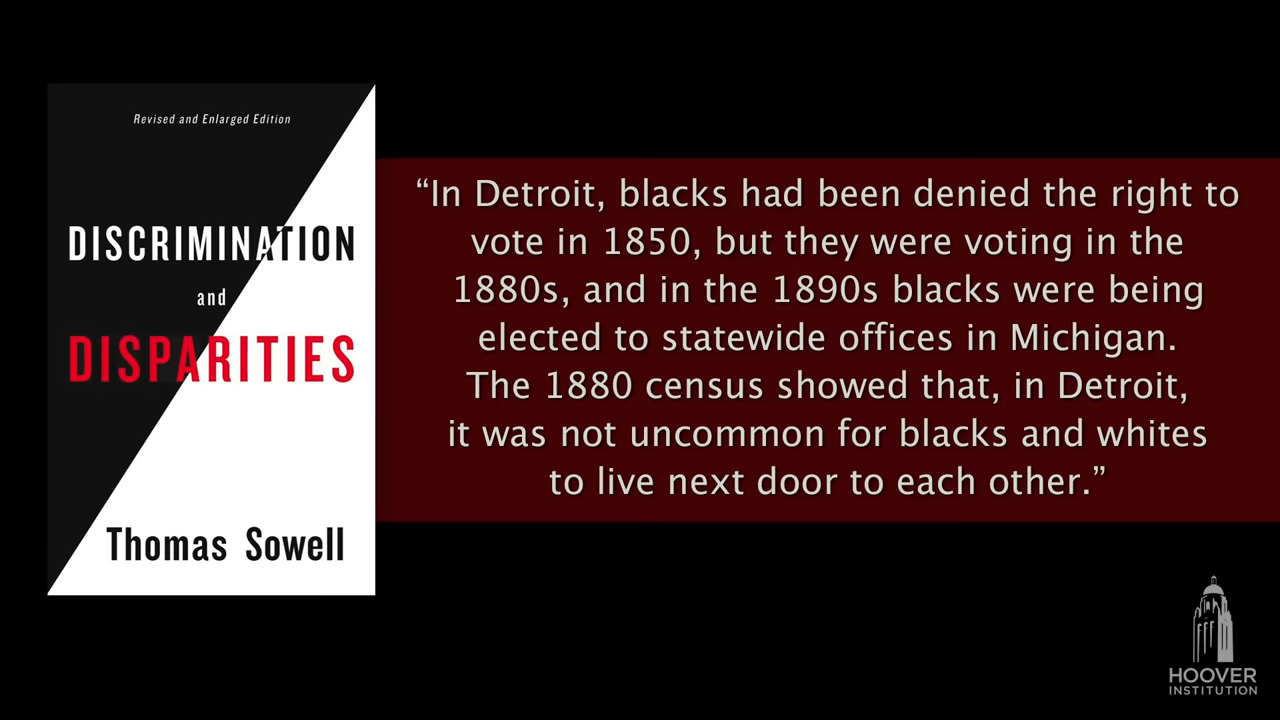 Revised and Enlarged Edition
DISCRIMINATION
and
DISPARITIES
Thomas Sowell
“In Detroit, blacks had been denied the right to
vote in 1850, but they were voting in the
1880s, and in the 1890s blacks were being
elected to statewide offices in Michigan.
The 1880 census showed that, in Detroit,
it was not uncommon for blacks and whites
to live next door to each other.”
HOOVER
INSTITUTION